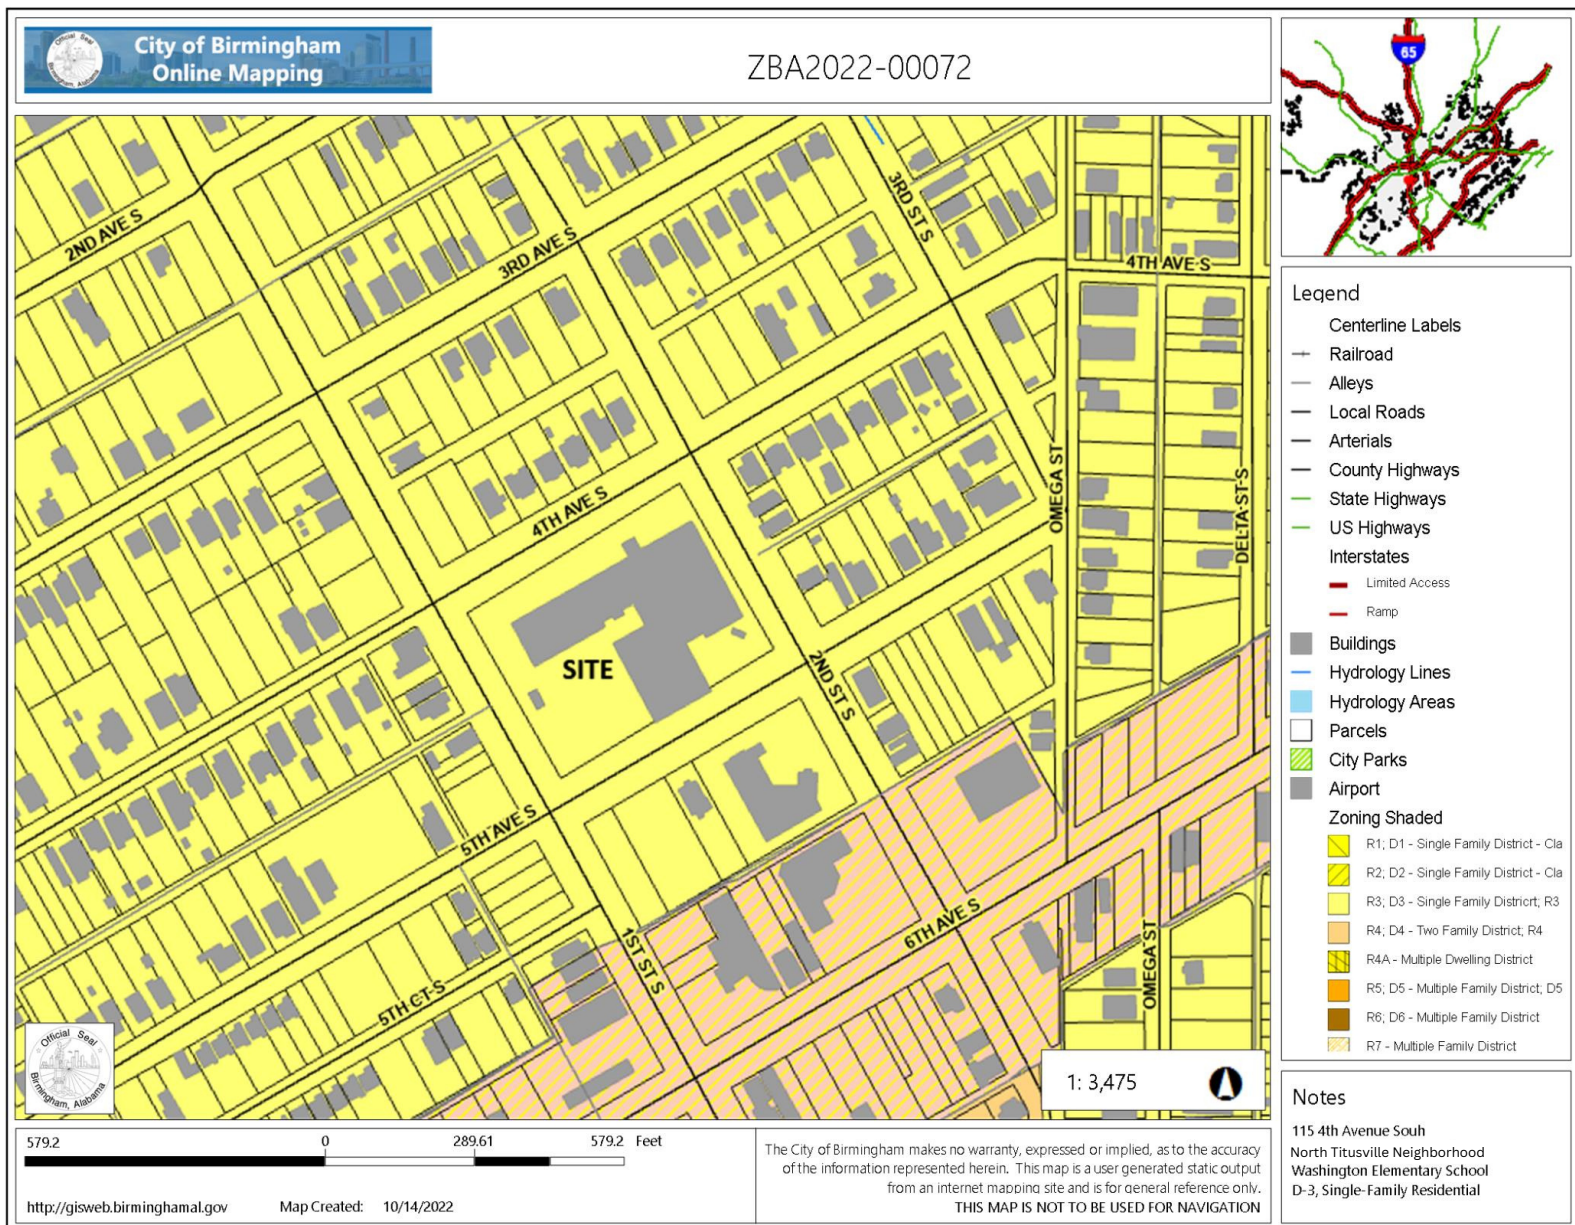 City of Birmingham
Online Mapping
ZBA2022-00072
65
2ND AVE S
3RD AVE S
3RD ST S
4TH AVE S
4TH AVE S
OMEGA ST
DELTA ST S
SITE
2ND ST S
5TH AVE S
1ST ST S
6TH AVE S
5TH CT S
OMEGA ST
Official Seal
Birmingham, Alabama
1: 3,475
Legend
Centerline Labels
Railroad
Alleys
Local Roads
Arterials
County Highways
State Highways
US Highways
Interstates
Limited Access
Ramp
Buildings
Hydrology Lines
Hydrology Areas
Parcels
City Parks
Airport
Zoning Shaded
R1; D1 - Single Family District - Cla
R2; D2 - Single Family District - Cla
R3; D3 - Single Family Districrt; R3
R4; D4 - Two Family District; R4
R4A - Multiple Dwelling District
R5; D5 - Multiple Family District; D5
R6; D6 - Multiple Family District
R7 - Multiple Family District
Notes
115 4th Avenue Souh
North Titusville Neighborhood
Washington Elementary School
D-3, Single-Family Residential
579.2 0 289.61 579.2 Feet
http://gisweb.birminghamal.gov Map Created: 10/14/2022
The City of Birmingham makes no warranty, expressed or implied, as to the accuracy
of the information represented herein. This map is a user generated static output
from an internet mapping site and is for general reference only.
THIS MAP IS NOT TO BE USED FOR NAVIGATION